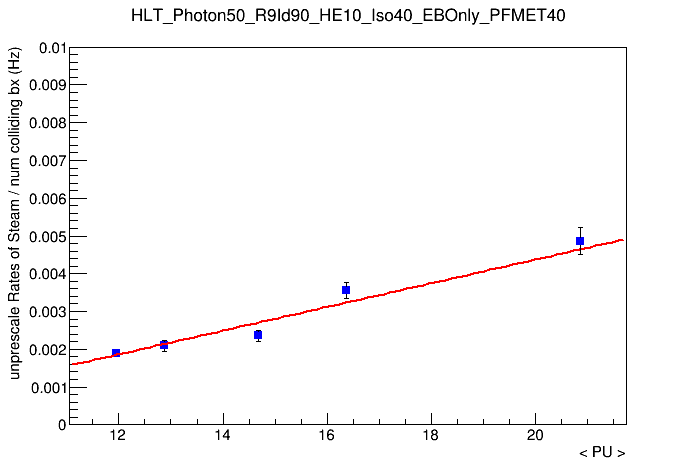 HLT_Photon50_R9Id90_HE10_Iso40_EBOnly_PFMET40
unprescale Rates of Steam / num colliding bx (Hz)
0.01
0.009
0.008
0.007
0.006
0.005
0.004
0.003
0.002
0.001
0
12 14 16 18 20
< PU >